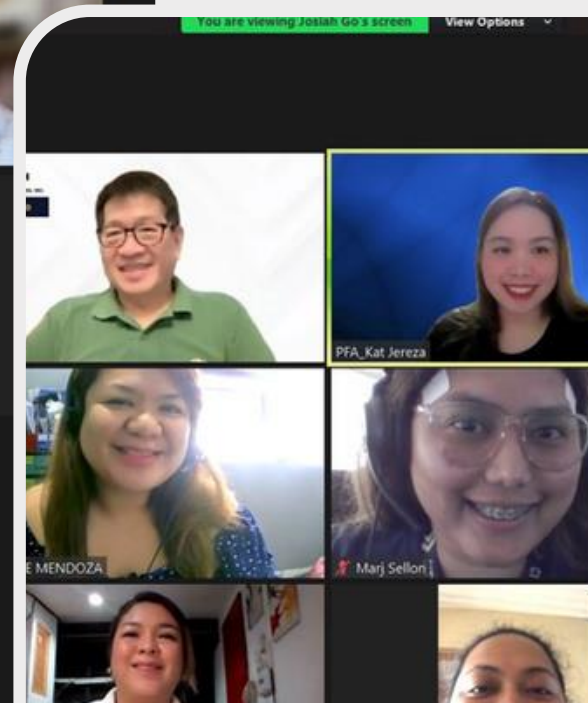 You are viewing Josiah Go's screen
View Options
PFA_Kat Jereza
E MENDOZA
Marj Sellon